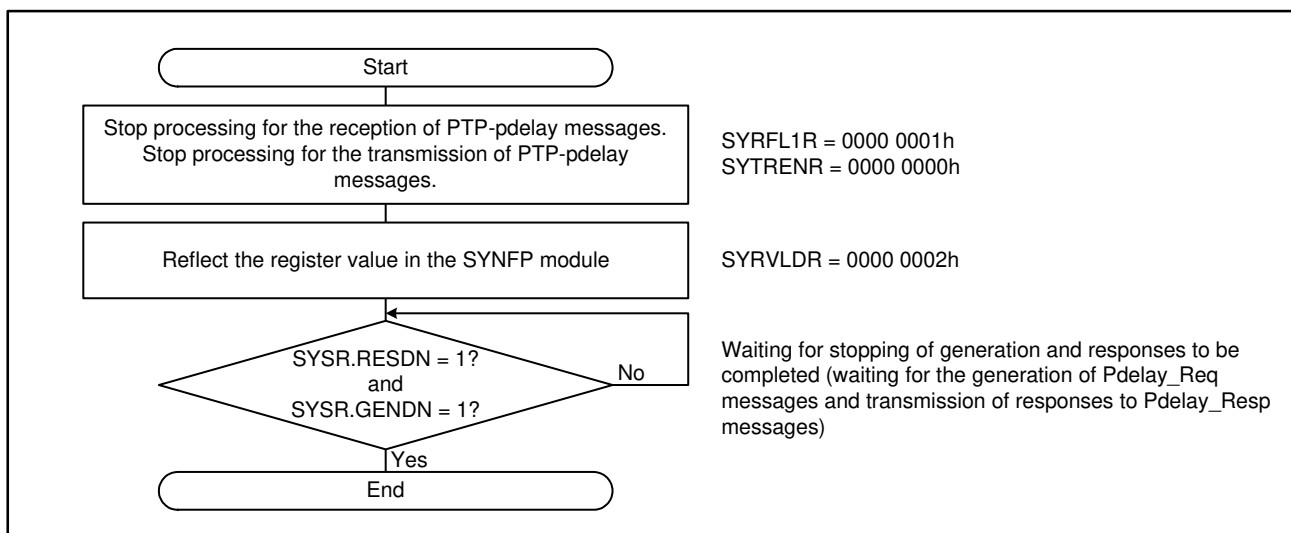 Start
Stop processing for the reception of PTP-pdelay messages.
Stop processing for the transmission of PTP-pdelay
messages.
SYRFL1R = 0000 0001h
SYTRENR = 0000 0000h
Reflect the register value in the SYNFP module
SYRVLDR = 0000 0002h
SYSR.RESDN = 1?
and
SYSR.GENDN = 1?
No
Waiting for stopping of generation and responses to be
completed (waiting for the generation of Pdelay_Req
messages and transmission of responses to Pdelay_Resp
messages)
Yes
End